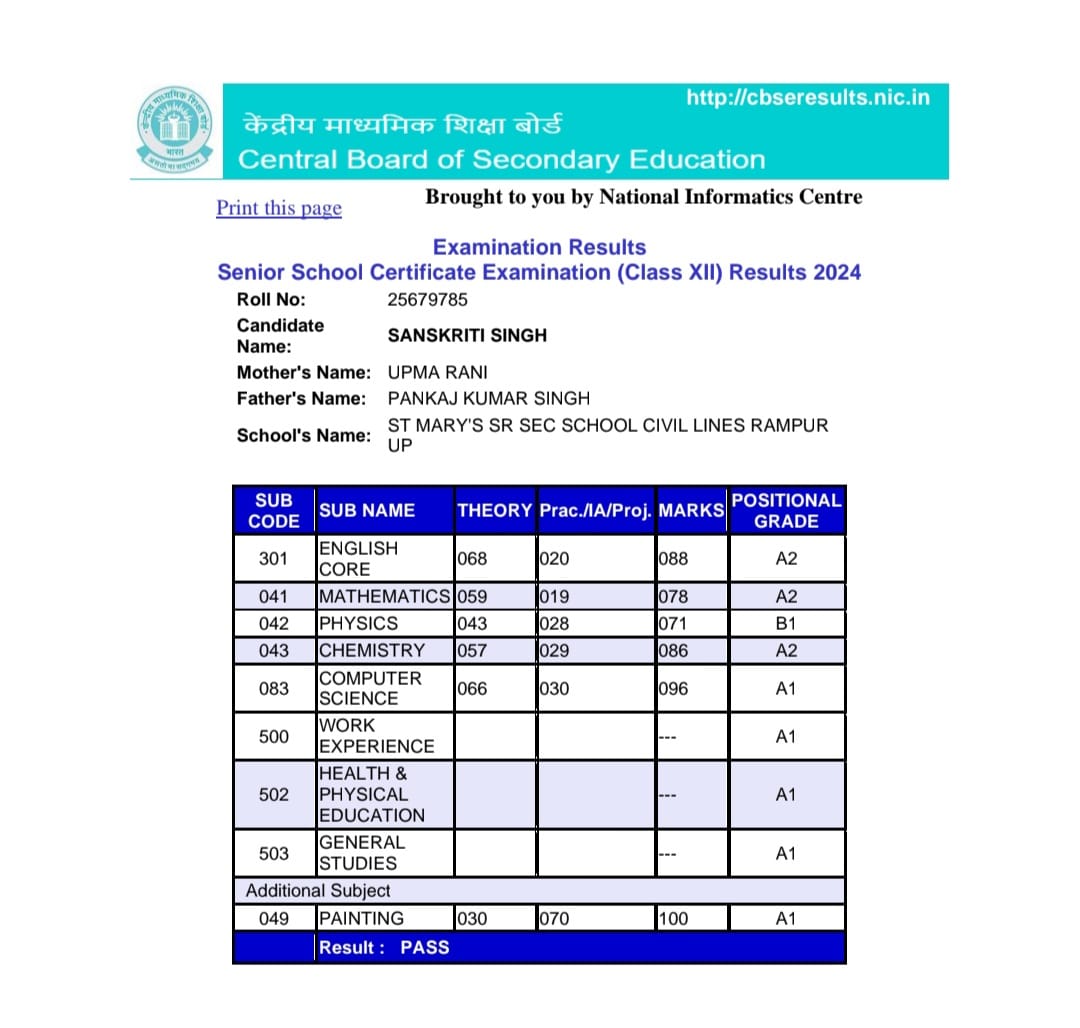 http://cbseresults.nic.in
केंद्रीय माध्यमिक शिक्षा बोर्ड
Central Board of Secondary Education
केन्द्रीय माध्यमिक शिक्षा बोर्ड
भारत
असतो मा सद्गमय
Print this page
Brought to you by National Informatics Centre
Examination Results
Senior School Certificate Examination (Class XII) Results 2024
Roll No: 25679785
Candidate
Name: SANSKRITI SINGH
Mother's Name: UPMA RANI
Father's Name: PANKAJ KUMAR SINGH
School's Name: ST MARY'S SR SEC SCHOOL CIVIL LINES RAMPUR
UP
SUB CODE SUB NAME THEORY Prac./IA/Proj. MARKS POSITIONAL GRADE
301 ENGLISH CORE 068 020 088 A2
041 MATHEMATICS 059 019 078 A2
042 PHYSICS 043 028 071 B1
043 CHEMISTRY 057 029 086 A2
083 COMPUTER SCIENCE 066 030 096 A1
500 WORK EXPERIENCE --- A1
502 HEALTH & PHYSICAL EDUCATION --- A1
503 GENERAL STUDIES --- A1
Additional Subject
049 PAINTING 030 070 100 A1
Result : PASS